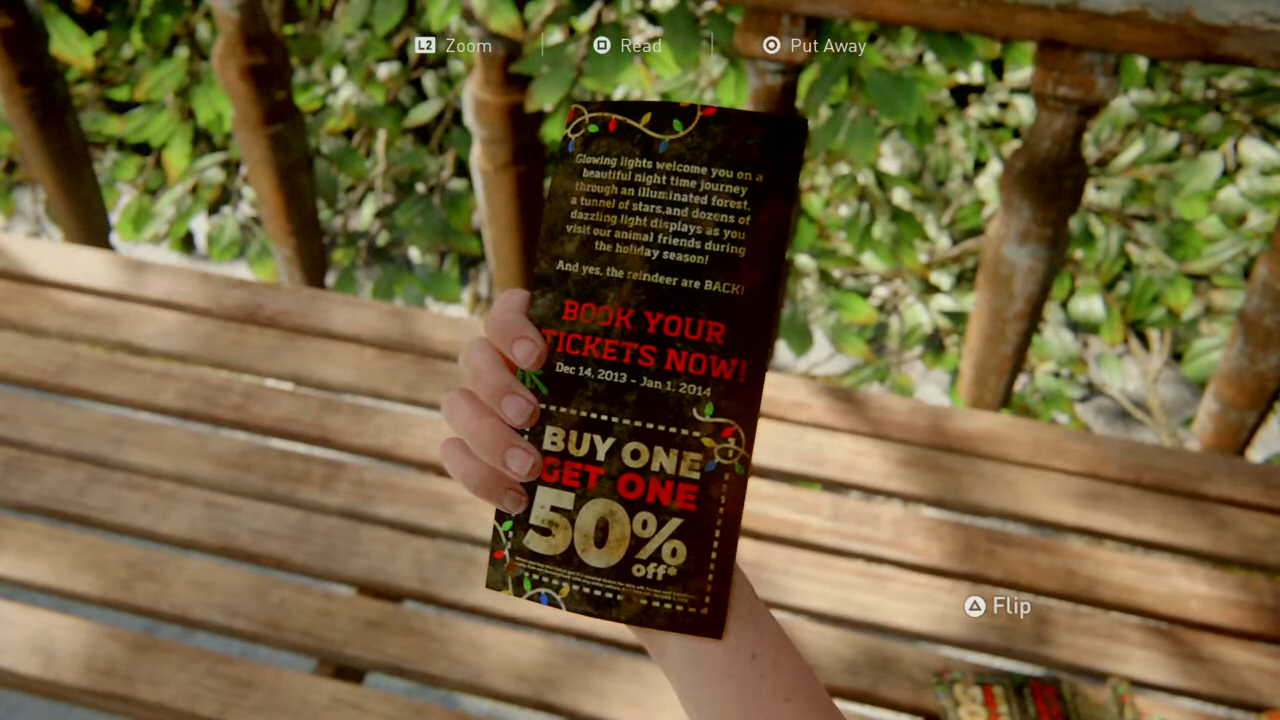 L2 Zoom
Read
Put Away
Glowing lights welcome you on a
beautiful night time journey
through an illuminated forest,
a tunnel of stars,and dozens of
dazzling light displays as you
visit our animal friends during
the holiday season!
And yes, the reindeer are BACK!
BOOK YOUR
TICKETS NOW!
Dec 14, 2013 - Jan 1, 2014
BUY ONE
GET ONE
50%
off*
Flip